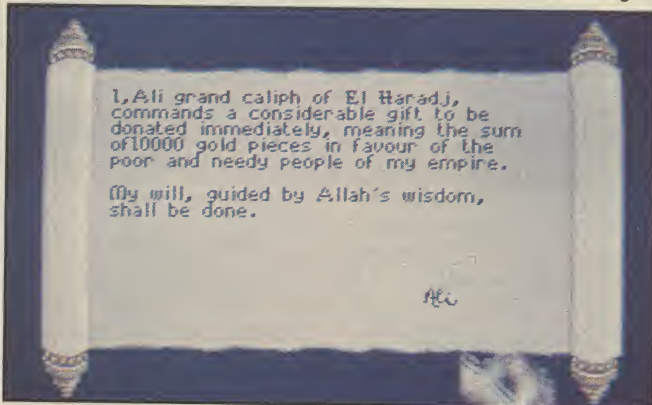 I,Ali grand caliph of El Haradj,
commands a considerable gift to be
donated immediately, meaning the sum
of10000 gold pieces in favour of the
poor and needy people of my empire.
My will, guided by Allah's wisdom,
shall be done.
Ali